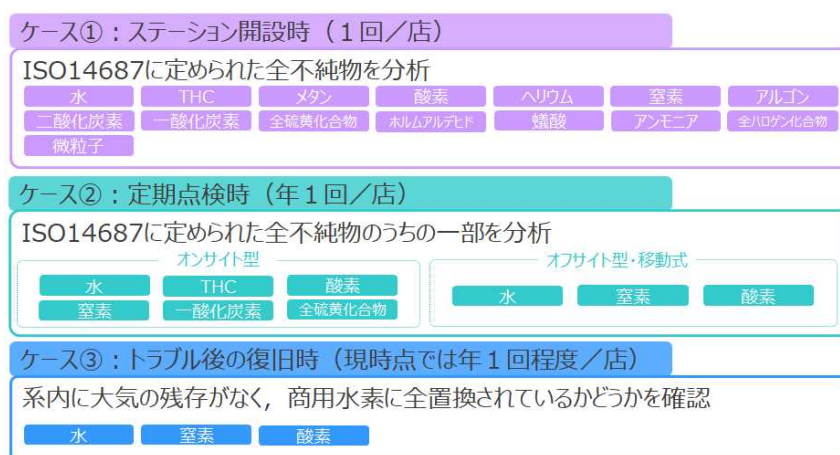 ケース①：ステーション開設時（１回／店）
ISO14687に定められた全不純物を分析
水 THC メタン 酸素 ヘリウム 窒素 アルゴン
二酸化炭素 一酸化炭素 全硫黄化合物 ホルムアルデヒド 蟻酸 アンモニア 全ハロゲン化合物
微粒子
ケース②：定期点検時（年１回／店）
ISO14687に定められた全不純物のうちの一部を分析
オンサイト型
水 THC 酸素
窒素 一酸化炭素 全硫黄化合物
オフサイト型・移動式
水 窒素 酸素
ケース③：トラブル後の復旧時（現時点では年１回程度／店）
系内に大気の残存がなく，商用水素に全置換されているかどうかを確認
水 窒素 酸素